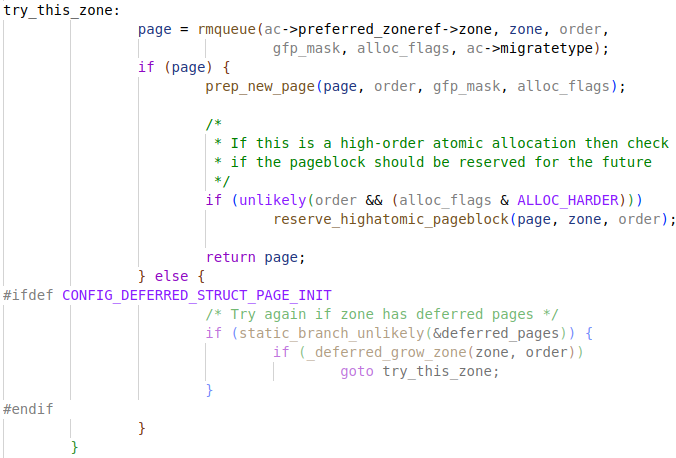 try_this_zone:
page = rmqueue(ac->preferred_zoneref->zone, zone, order,
gfp_mask, alloc_flags, ac->migratetype);
if (page) {
prep_new_page(page, order, gfp_mask, alloc_flags);
/*
* If this is a high-order atomic allocation then check
* if the pageblock should be reserved for the future
*/
if (unlikely(order && (alloc_flags & ALLOC_HARDER)))
reserve_highatomic_pageblock(page, zone, order);
return page;
} else {
#ifdef CONFIG_DEFERRED_STRUCT_PAGE_INIT
/* Try again if zone has deferred pages */
if (static_branch_unlikely(&deferred_pages)) {
if (_deferred_grow_zone(zone, order))
goto try_this_zone;
}
#endif
}
}